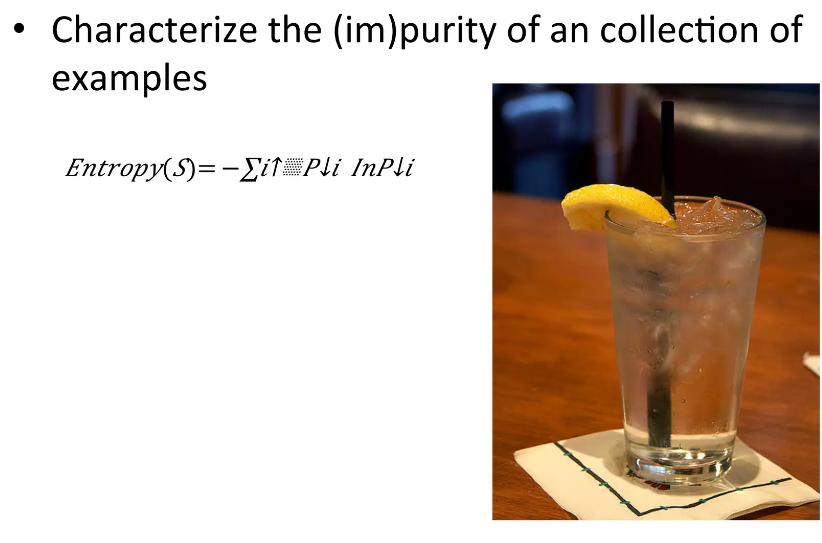 • Characterize the (im)purity of an collection of
examples
Entropy(S)= −∑i↑▒P↓i InP↓i